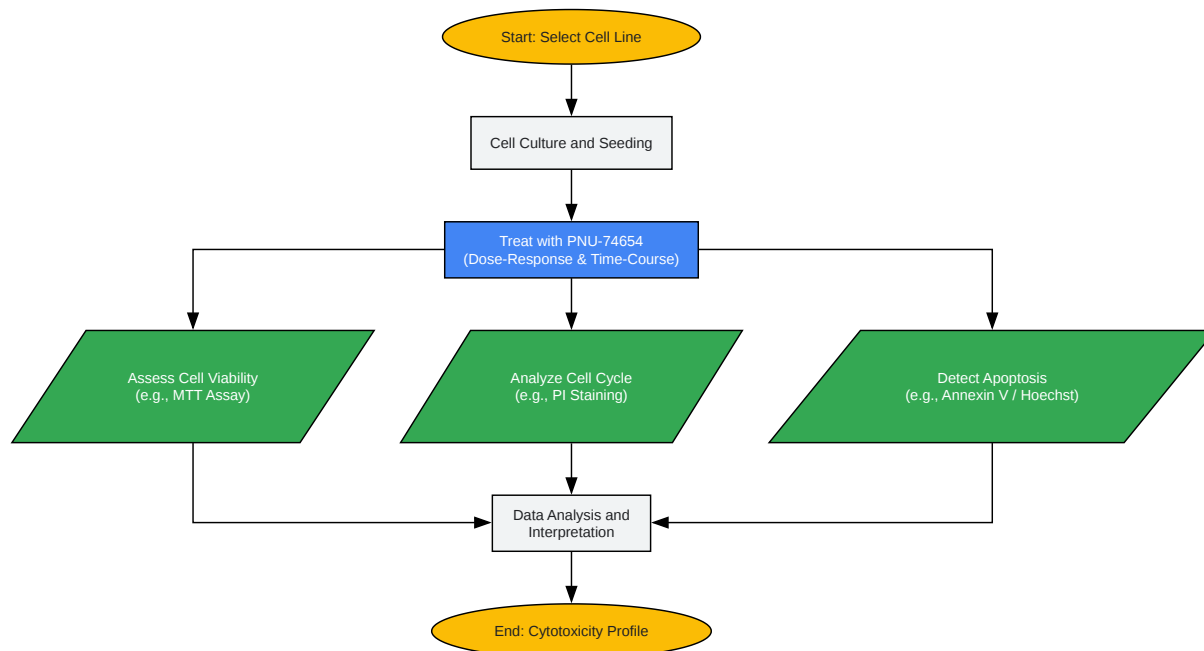 Start: Select Cell Line
Cell Culture and Seeding
Treat with PNU-74654
(Dose-Response & Time-Course)
Assess Cell Viability
(e.g., MTT Assay)
Analyze Cell Cycle
(e.g., PI Staining)
Detect Apoptosis
(e.g., Annexin V / Hoechst)
Data Analysis and
Interpretation
End: Cytotoxicity Profile